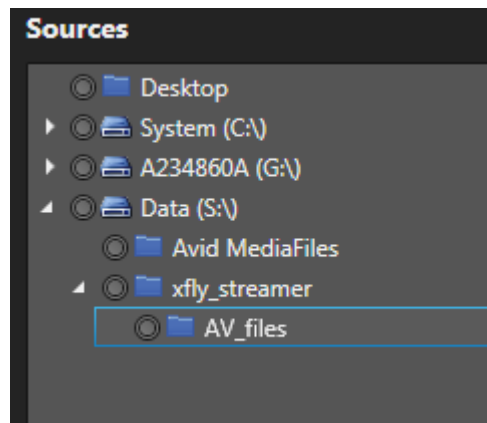 Sources
Desktop
System (C:\)
A234860A (G:\)
Data (S:\)
Avid MediaFiles
xfly_streamer
AV_files